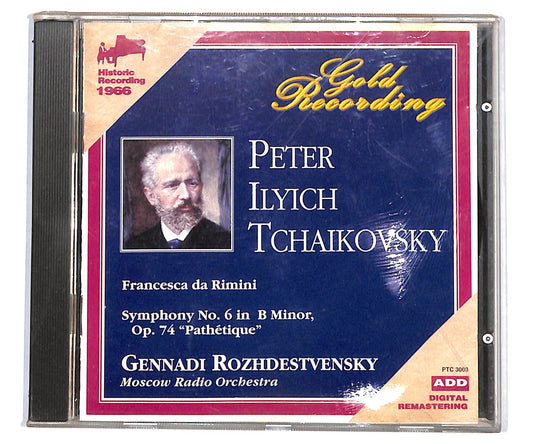 Historic
Recording
1966
Gold
Recording
PETER
ILYICH
TCHAIKOVSKY
Francesca da Rimini
Symphony No. 6 in B Minor,
Op. 74 “Pathétique”
GENNADI ROZHDESTVENSKY
Moscow Radio Orchestra
PTC 3003
ADD
DIGITAL
REMASTERING